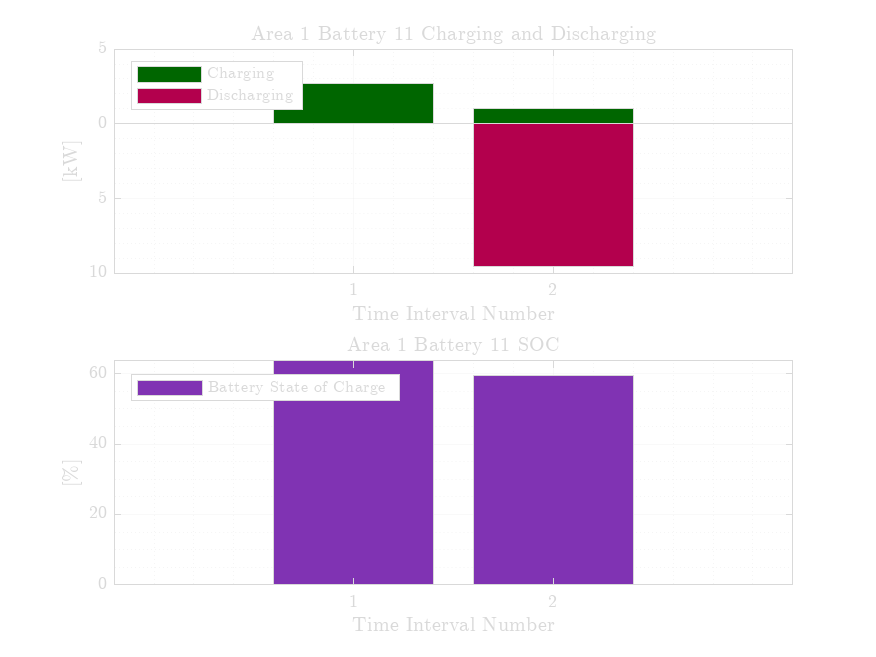 Area 1 Battery 11 Charging and Discharging
5
Charging
Discharging
0
[kW]
5
10
1 2
Time Interval Number
Area 1 Battery 11 SOC
60
Battery State of Charge
40
[%]
20
0
1 2
Time Interval Number